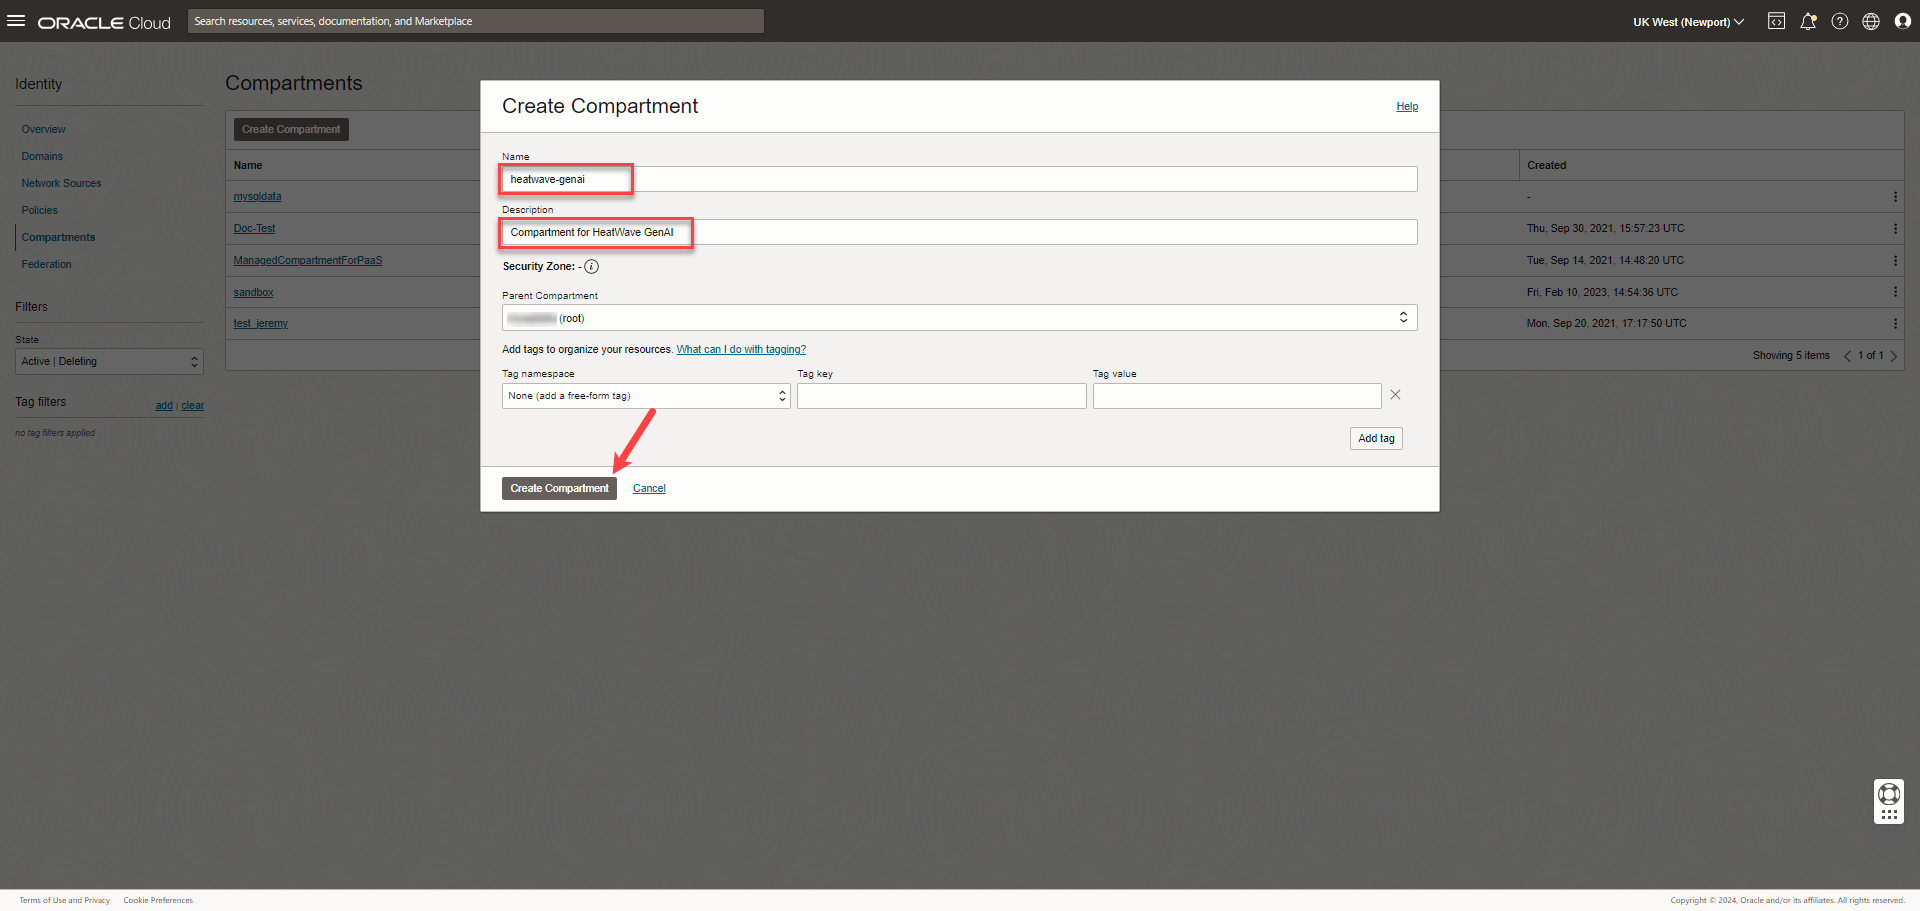 ORACLE Cloud
Search resources, services, documentation, and Marketplace
UK West (Newport)
Identity
Overview
Domains
Network Sources
Policies
Compartments
Federation
Filters
State
Active | Deleting
Tag filters
add | clear
no tag filters applied
Compartments
Create Compartment
Name
Created
mysqldata
-
Doc-Test
Thu, Sep 30, 2021, 15:57:23 UTC
ManagedCompartmentForPaaS
Tue, Sep 14, 2021, 14:48:20 UTC
sandbox
Fri, Feb 10, 2023, 14:54:36 UTC
test_jeremy
Mon, Sep 20, 2021, 17:17:50 UTC
Showing 5 items
1 of 1
Create Compartment
Help
Name
heatwave-genai
Description
Compartment for HeatWave GenAI
Security Zone: -
Parent Compartment
(root)
Add tags to organize your resources. What can I do with tagging?
Tag namespace
Tag key
Tag value
None (add a free-form tag)
Add tag
Create Compartment
Cancel
Terms of Use and Privacy
Cookie Preferences
Copyright © 2024, Oracle and/or its affiliates. All rights reserved.